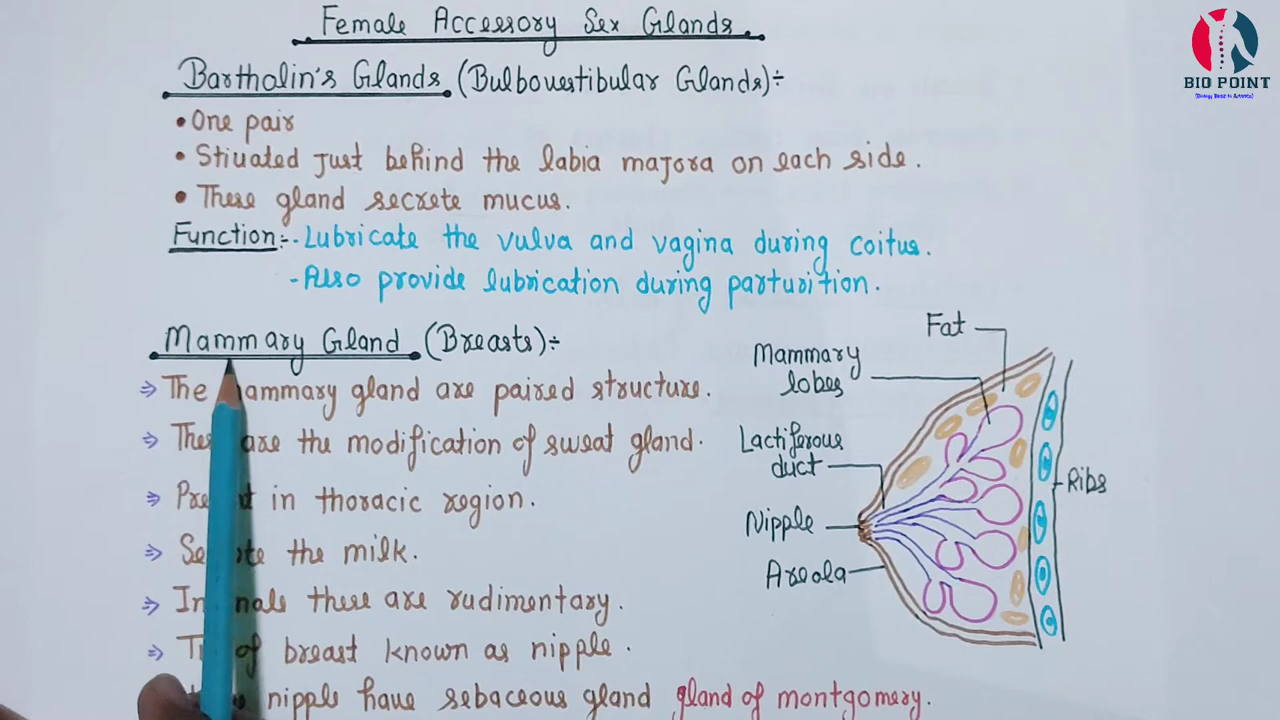 Female Accessory Sex Glands.
BIO POINT
Bartholin's Glands (Bulbovestibular Glands)÷
• One pair
• Stiuated just behind the labia majora on each side.
• These gland secrete mucus.
Function:- - Lubricate the vulva and vagina during coitus.
- Also provide lubrication during parturition.
Mammary Gland (Breasts)÷
⇒ The mammary gland are paired structure.
⇒ are the modification of sweat gland.
⇒ in thoracic region.
⇒ the milk.
⇒ these are rudimentary.
⇒ of breast known as nipple.
nipple have sebaceous gland gland of montgomery.
Fat
Mammary
lobes
Lactiferous
duct
Nipple
Areola
Ribs